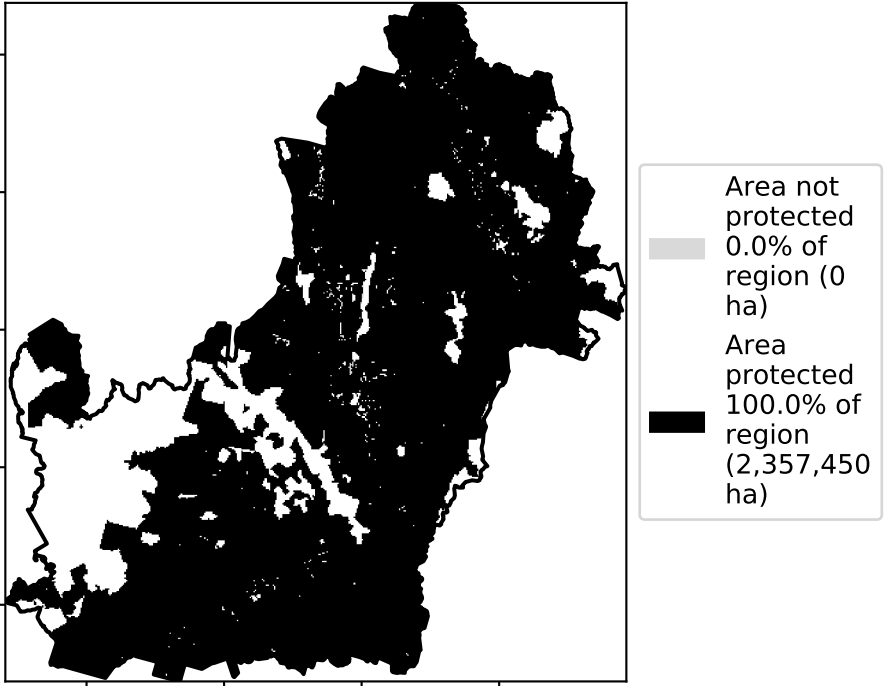 Area not
protected
0.0% of
region (0
ha)
Area
protected
100.0% of
region
(2,357,450
ha)